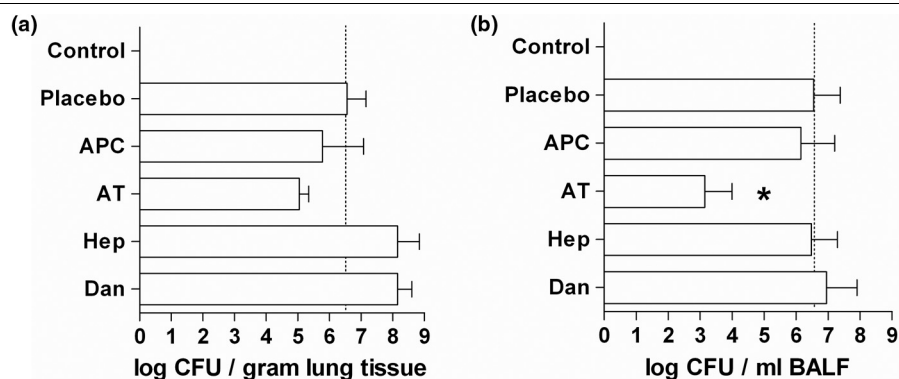 (a)
Control
Placebo
APC
AT
Hep
Dan
0 1 2 3 4 5 6 7 8 9
log CFU / gram lung tissue
(b)
Control
Placebo
APC
AT
*
Hep
Dan
0 1 2 3 4 5 6 7 8 9
log CFU / ml BALF